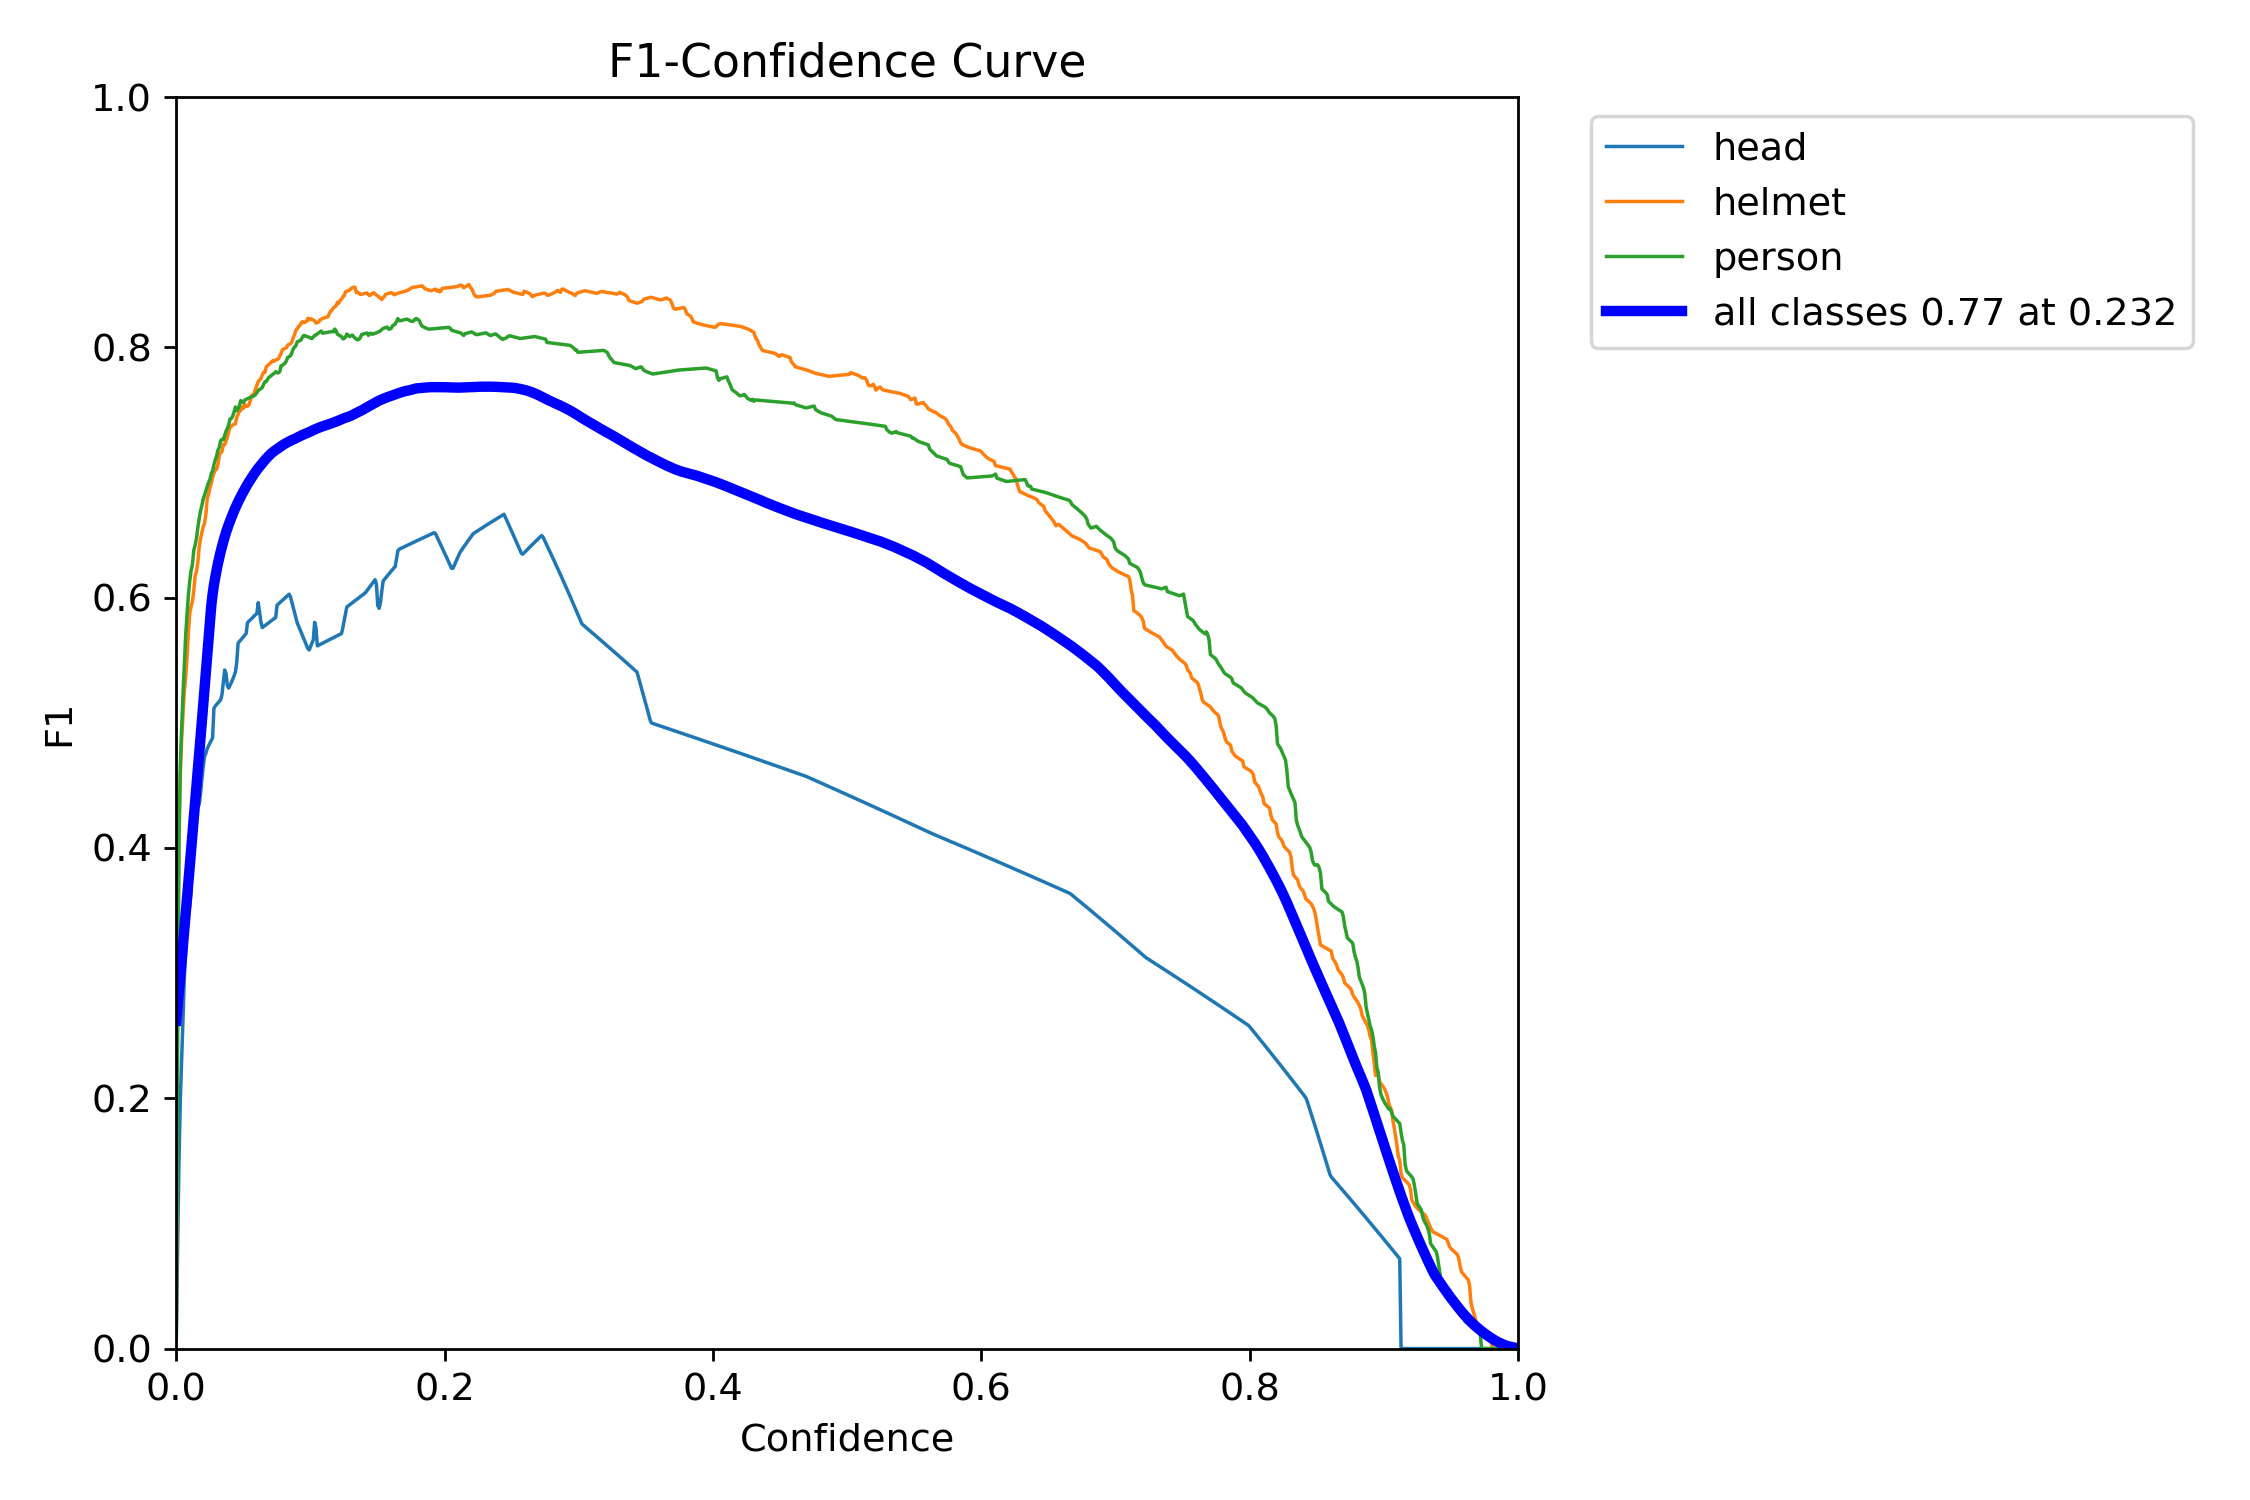 F1-Confidence Curve
1.0
0.8
0.6
0.4
0.2
0.0
F1
0.0 0.2 0.4 0.6 0.8 1.0
Confidence
head
helmet
person
all classes 0.77 at 0.232